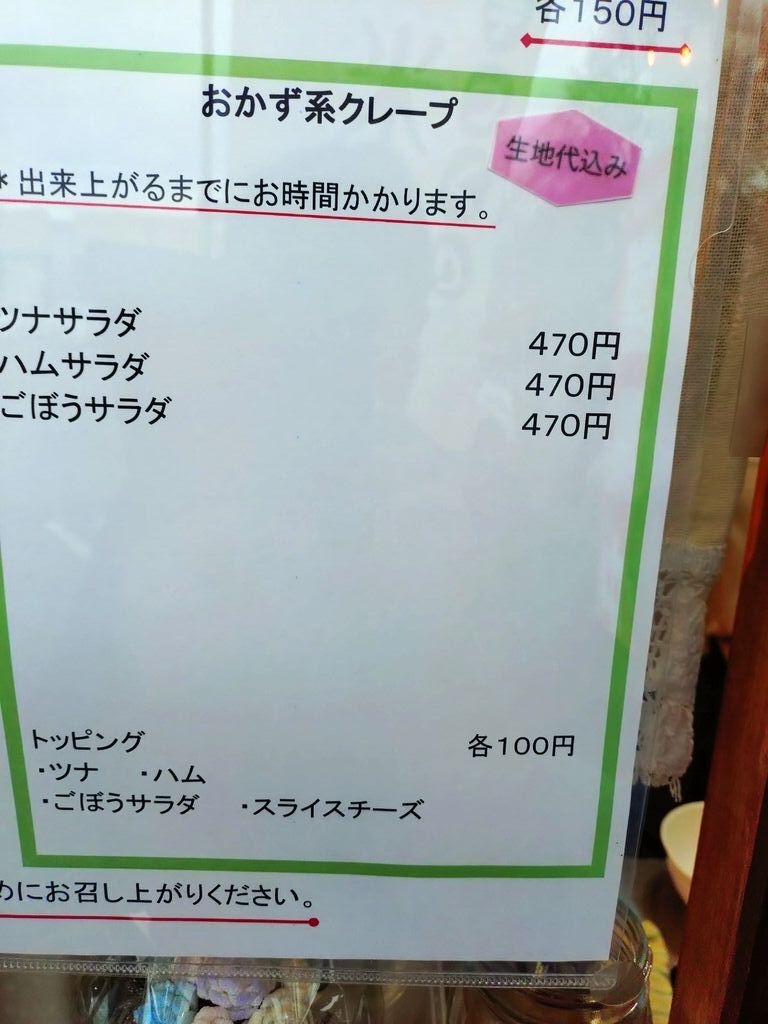 各150円
おかず系クレープ
生地代込み
*出来上がるまでにお時間かかります。
ツナサラダ 470円
ハムサラダ 470円
ごぼうサラダ 470円
トッピング 各100円
・ツナ ・ハム
・ごぼうサラダ ・スライスチーズ
めにお召し上がりください。